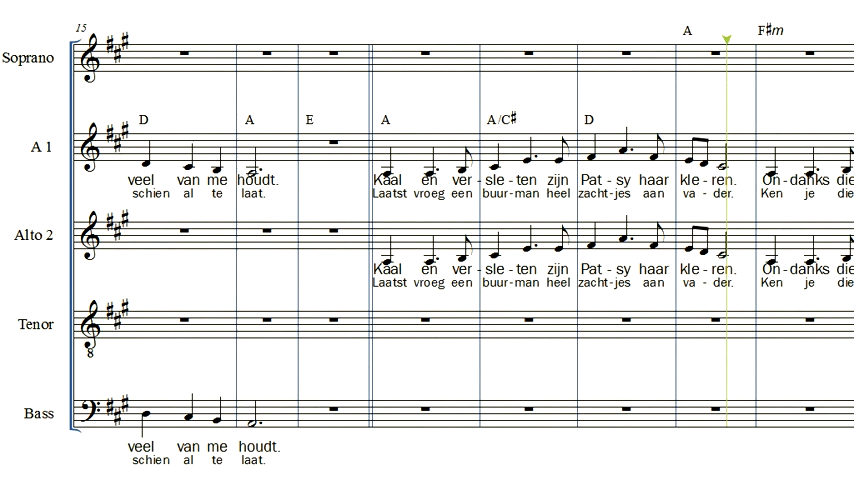 15
A F♯m
Soprano
D A E A A/C♯ D
A 1
veel van me houdt. Kaal en ver - sle - ten zijn Pat - sy haar kle - ren. On - danks die
schien al te laat. Laatst vroeg een buur-man heel zacht-jes aan va - der. Ken je die
Alto 2
Kaal en ver - sle - ten zijn Pat - sy haar kle - ren. On - danks die
Laatst vroeg een buur-man heel zacht-jes aan va - der. Ken je die
Tenor
8
Bass
veel van me houdt.
schien al te laat.